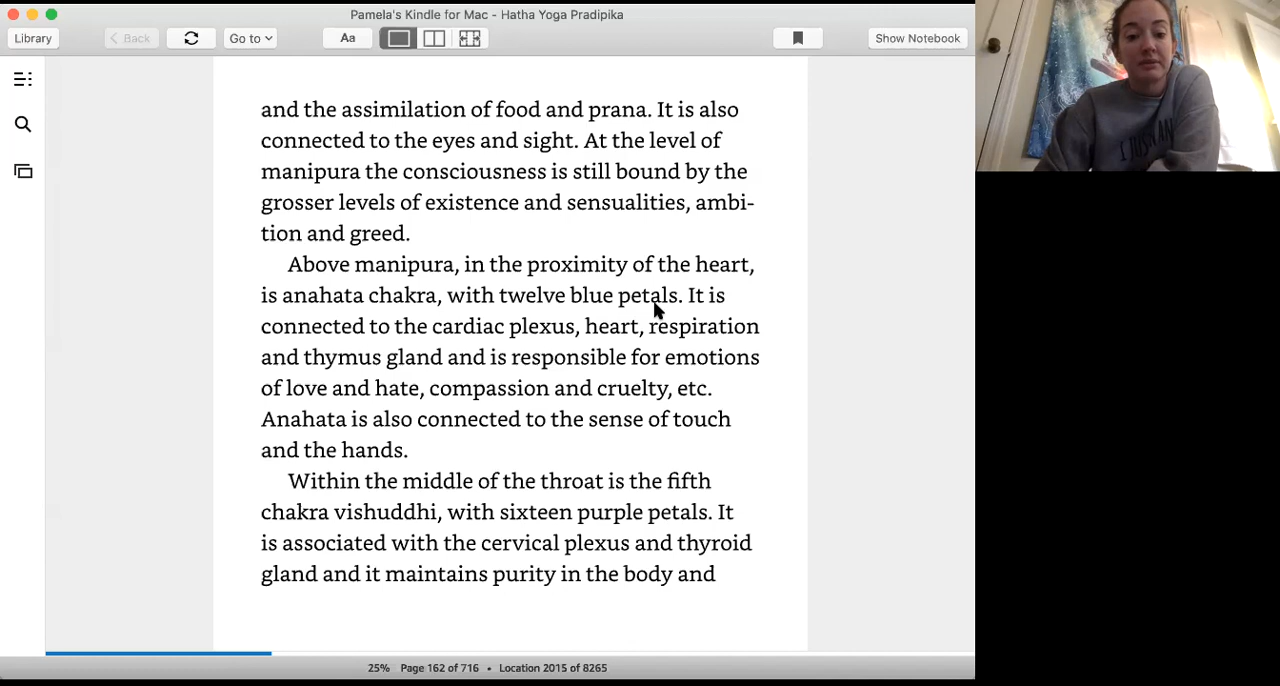 Pamela's Kindle for Mac - Hatha Yoga Pradipika
Library
< Back
Go to
Aa
Show Notebook
and the assimilation of food and prana. It is also
connected to the eyes and sight. At the level of
manipura the consciousness is still bound by the
grosser levels of existence and sensualities, ambi-
tion and greed.
Above manipura, in the proximity of the heart,
is anahata chakra, with twelve blue petals. It is
connected to the cardiac plexus, heart, respiration
and thymus gland and is responsible for emotions
of love and hate, compassion and cruelty, etc.
Anahata is also connected to the sense of touch
and the hands.
Within the middle of the throat is the fifth
chakra vishuddhi, with sixteen purple petals. It
is associated with the cervical plexus and thyroid
gland and it maintains purity in the body and
25% Page 162 of 716 • Location 2015 of 8265